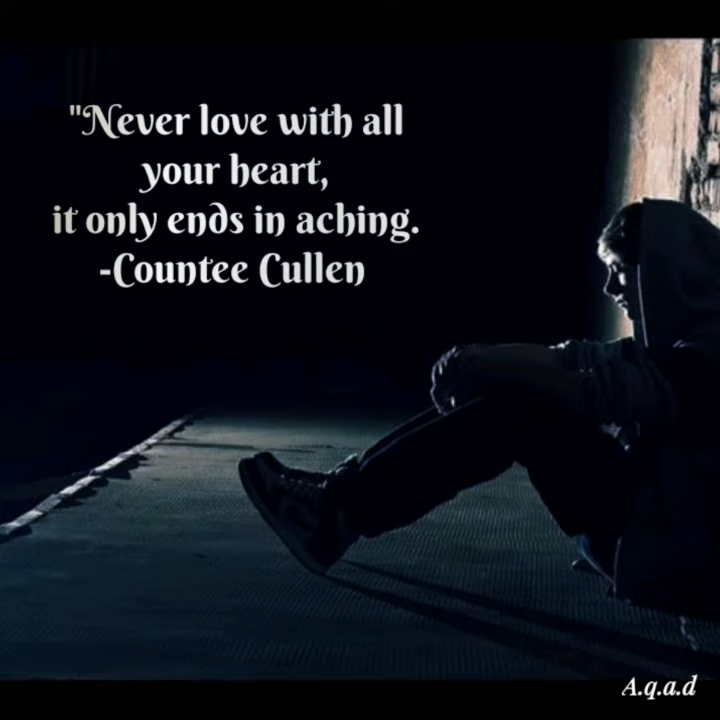 "Never love with all
your heart,
it only ends in aching.
-Countee Cullen
A.q.a.d